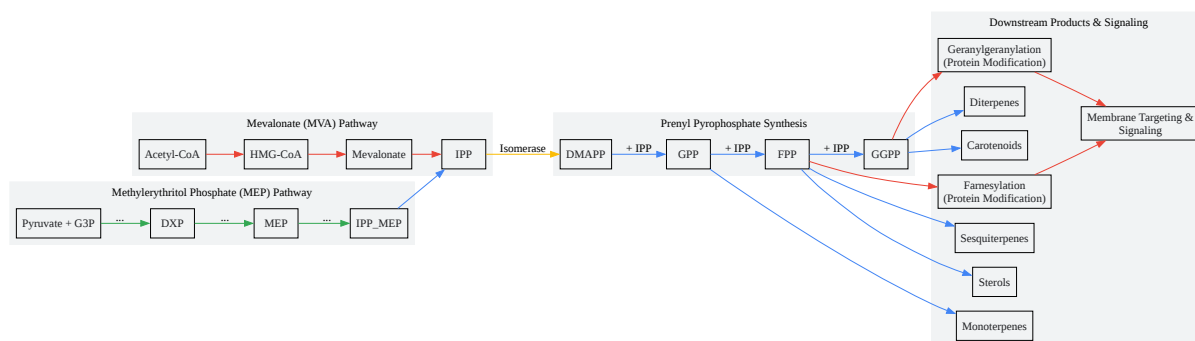 Downstream Products & Signaling
Geranylgeranylation
(Protein Modification)
Diterpenes
Mevalonate (MVA) Pathway
Prenyl Pyrophosphate Synthesis
Membrane Targeting &
Signaling
Acetyl-CoA
HMG-CoA
Mevalonate
IPP
Isomerase
DMAPP
+ IPP
GPP
+ IPP
FPP
+ IPP
GGPP
Carotenoids
Methylerythritol Phosphate (MEP) Pathway
Farnesylation
(Protein Modification)
Pyruvate + G3P
...
DXP
...
MEP
...
IPP_MEP
Sesquiterpenes
Sterols
Monoterpenes